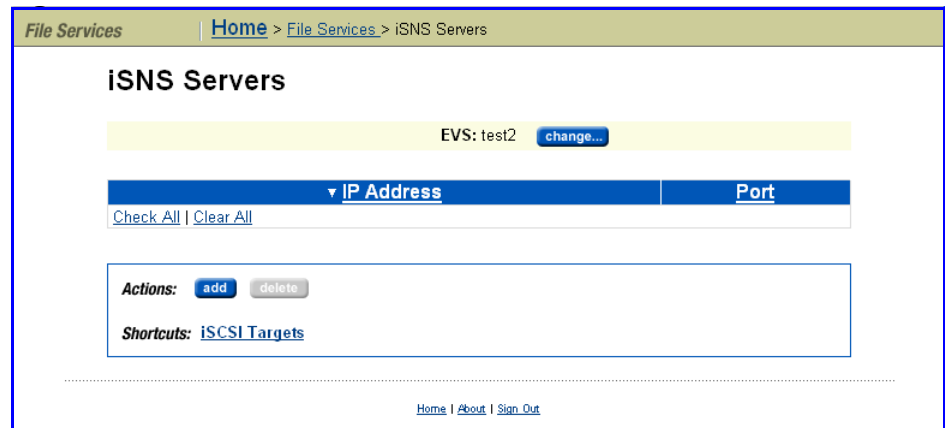 File Services Home > File Services > iSNS Servers
iSNS Servers
EVS: test2 change...
▼ IP Address Port
Check All | Clear All
Actions: add delete
Shortcuts: iSCSI Targets
Home | About | Sign Out